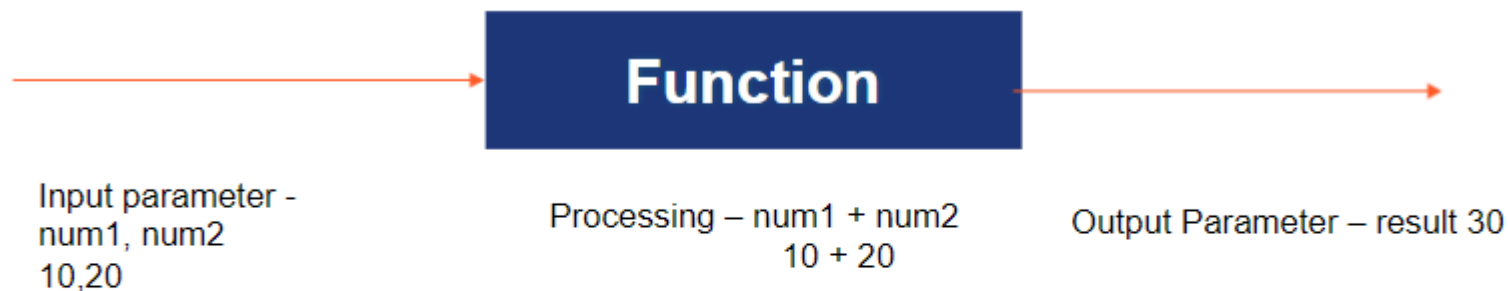 Function
Input parameter -
num1, num2
10,20
Processing – num1 + num2
10 + 20
Output Parameter – result 30